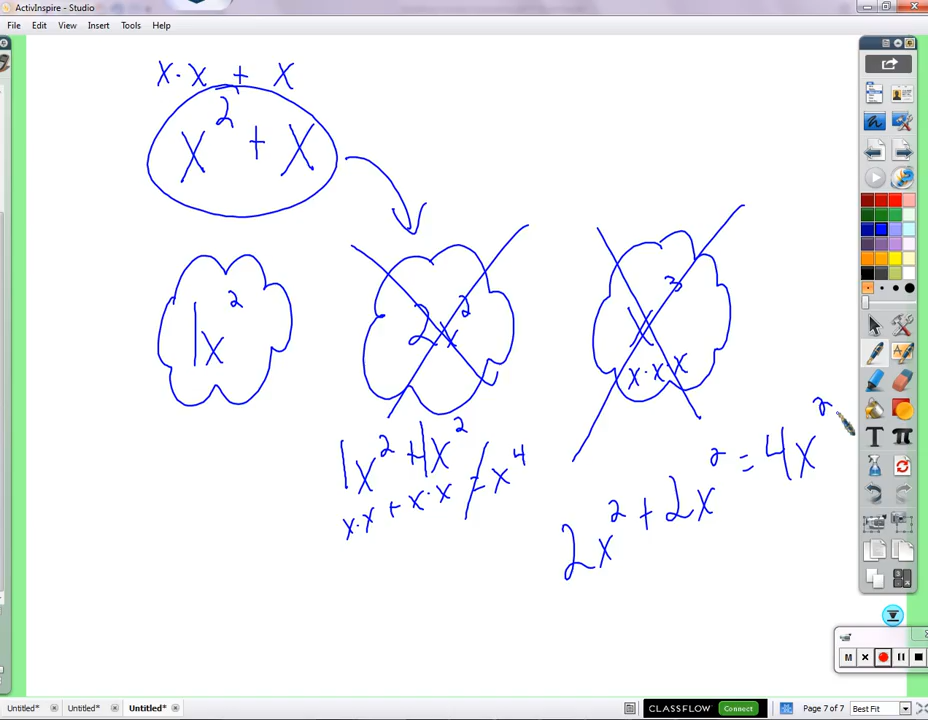 ActivInspire - Studio
File Edit View Insert Tools Help
x·x + x
x² + x
1x²
2x²
x³
x·x·x
1x² + 1x² ≠ x⁴
x·x + x·x
2x² + 2x² = 4x²
M
Untitled* Untitled* Untitled*
CLASSFLOW Connect
Page 7 of 7
Best Fit